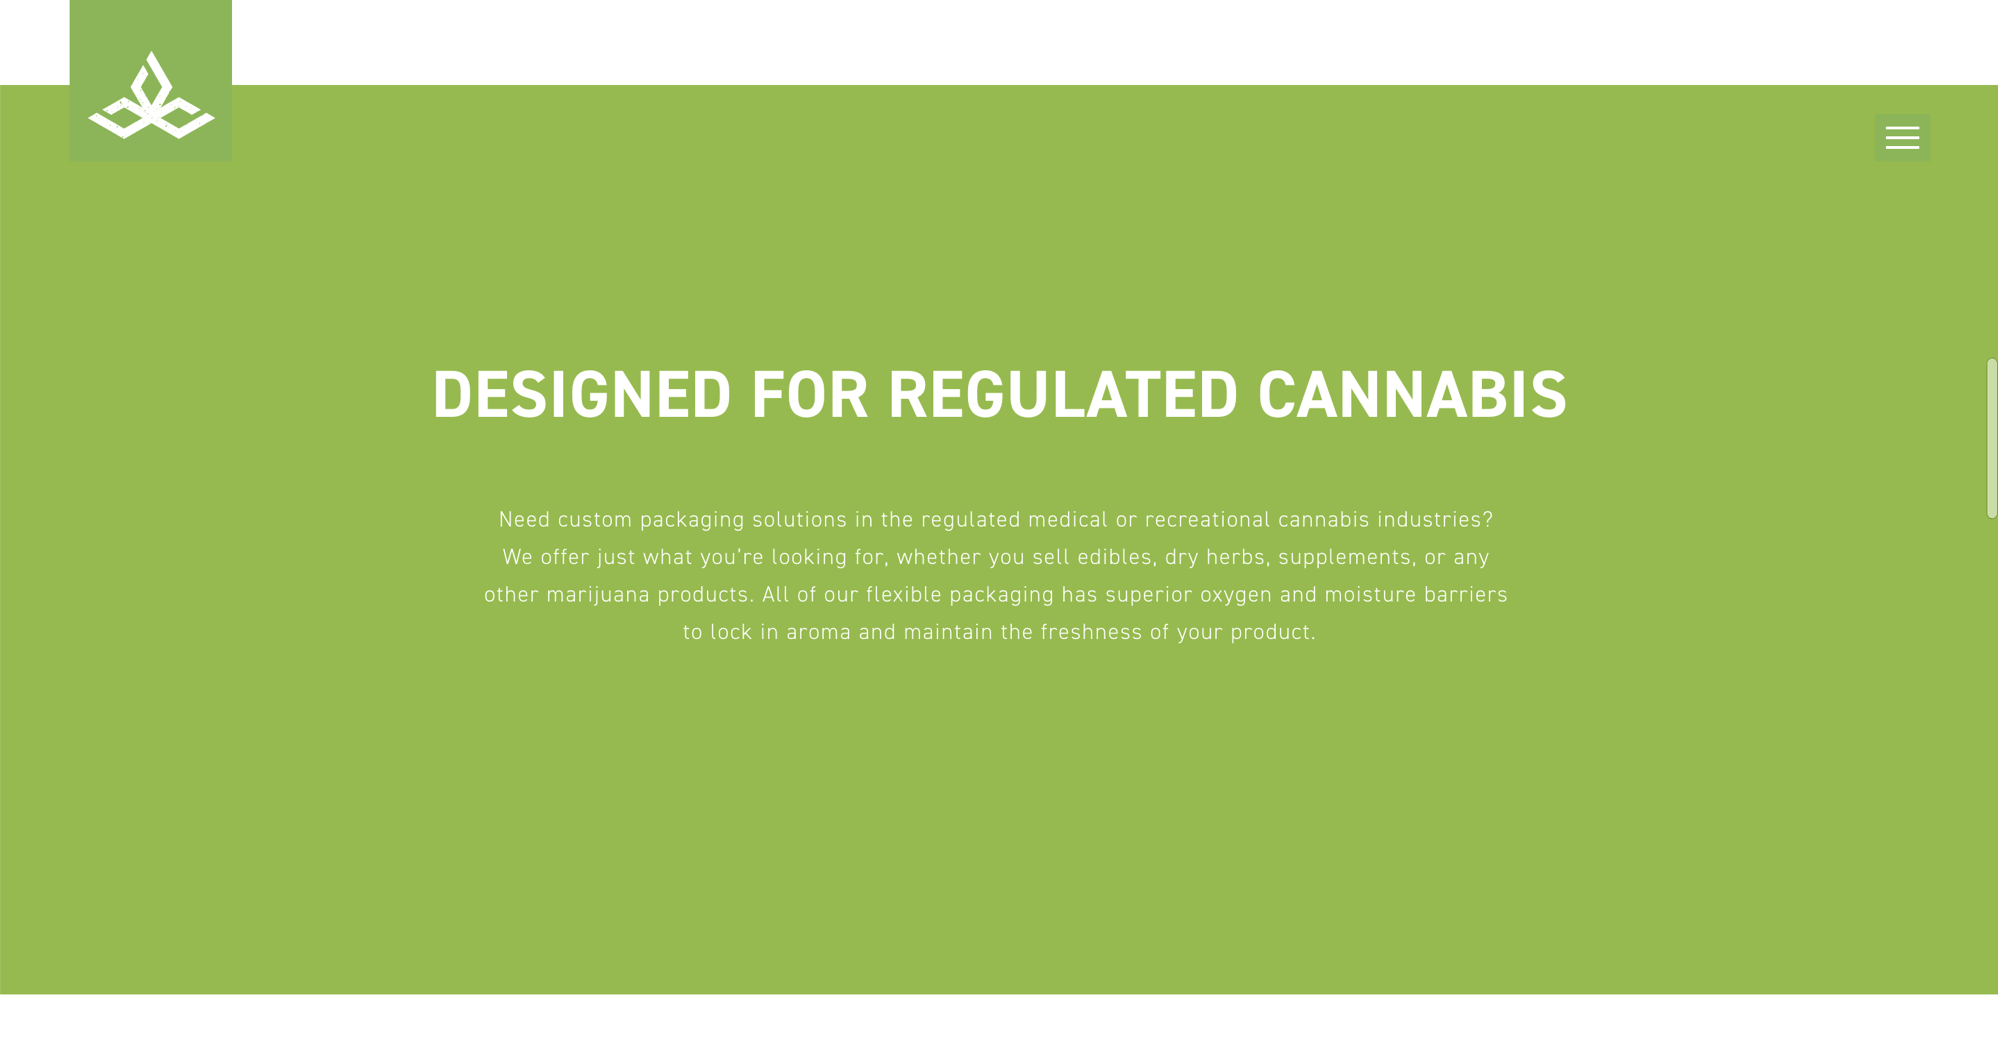 DESIGNED FOR REGULATED CANNABIS
Need custom packaging solutions in the regulated medical or recreational cannabis industries?
We offer just what you’re looking for, whether you sell edibles, dry herbs, supplements, or any
other marijuana products. All of our flexible packaging has superior oxygen and moisture barriers
to lock in aroma and maintain the freshness of your product.